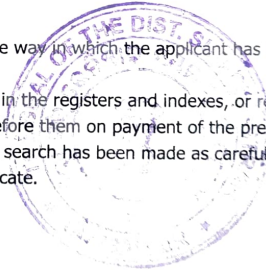 e way in which the applicant has
in the registers and indexes, or re
efore them on payment of the pre
search has been made as careful
cate.
THE DIST. S